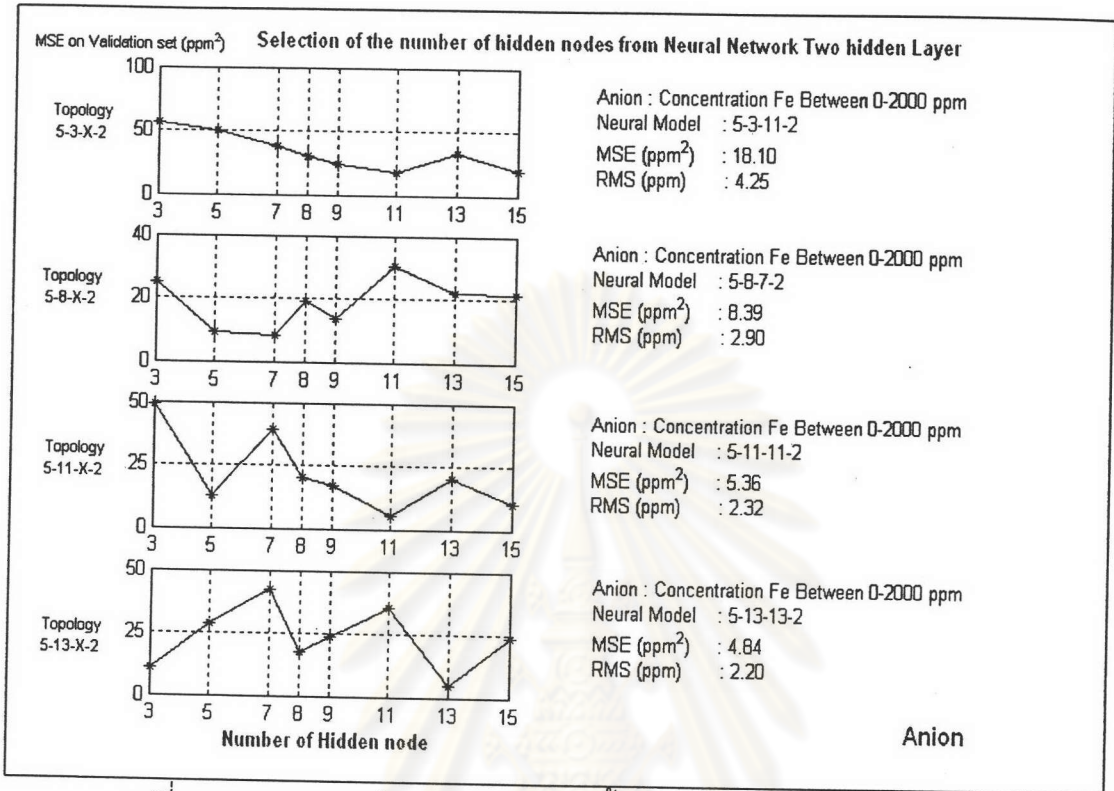 MSE on Validation set (ppm²) Selection of the number of hidden nodes from Neural Network Two hidden Layer
Topology
5-3-X-2
100
50
0
3 5 7 8 9 11 13 15
Anion : Concentration Fe Between 0-2000 ppm
Neural Model : 5-3-11-2
MSE (ppm²) : 18.10
RMS (ppm) : 4.25
Topology
5-8-X-2
40
20
0
3 5 7 8 9 11 13 15
Anion : Concentration Fe Between 0-2000 ppm
Neural Model : 5-8-7-2
MSE (ppm²) : 8.39
RMS (ppm) : 2.90
Topology
5-11-X-2
50
25
0
3 5 7 8 9 11 13 15
Anion : Concentration Fe Between 0-2000 ppm
Neural Model : 5-11-11-2
MSE (ppm²) : 5.36
RMS (ppm) : 2.32
Topology
5-13-X-2
50
25
0
3 5 7 8 9 11 13 15
Anion : Concentration Fe Between 0-2000 ppm
Neural Model : 5-13-13-2
MSE (ppm²) : 4.84
RMS (ppm) : 2.20
Number of Hidden node
Anion